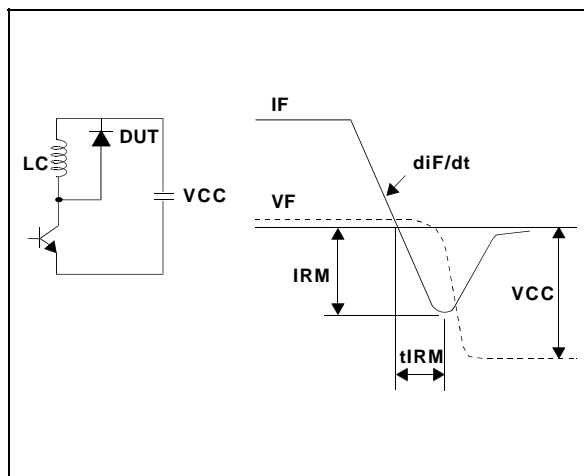 IF
DUT
diF/dt
LC
VCC
VF
IRM
VCC
tIRM